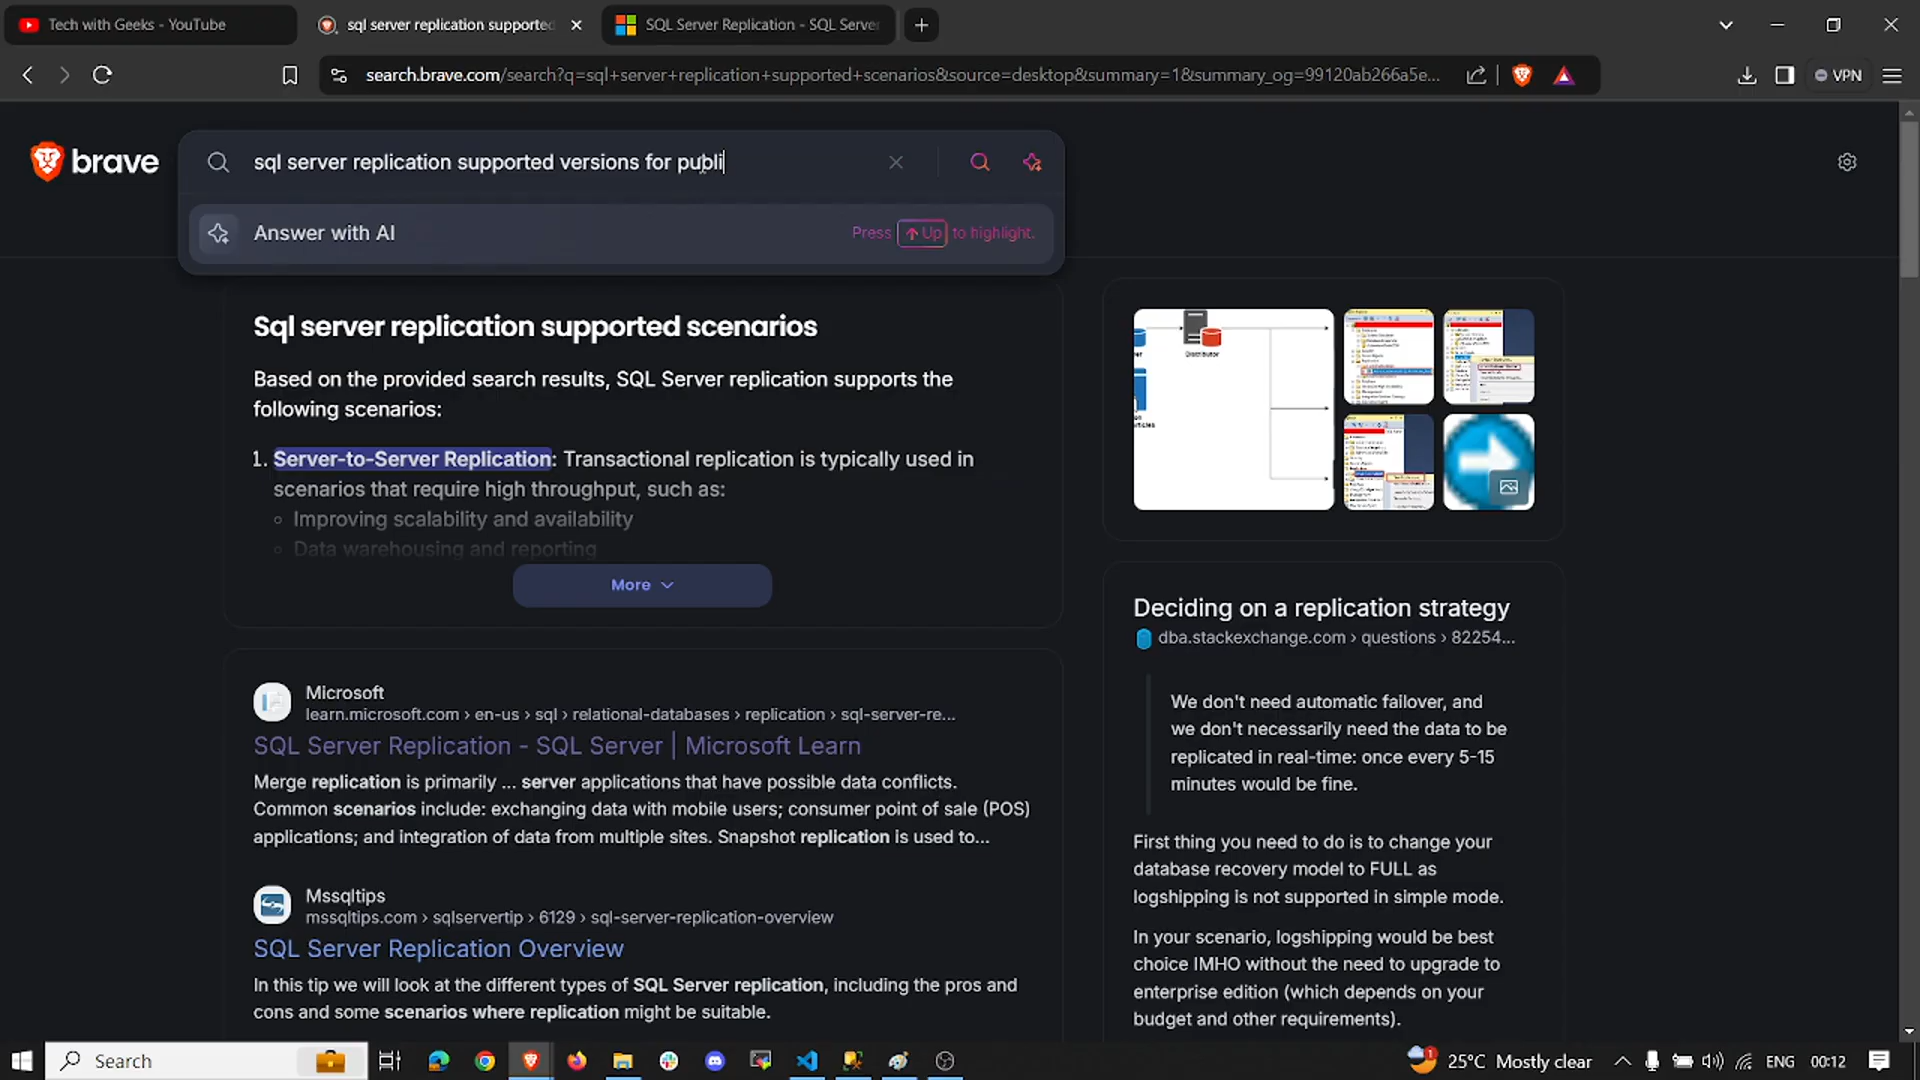 Tech with Geeks - YouTube
sql server replication supported
SQL Server Replication - SQL Serve
search.brave.com/search?q=sql+server+replication+supported+scenarios&source=desktop&summary=1&summary_og=99120ab266a5e...
VPN
brave
sql server replication supported versions for publi
Answer with AI
Press Up to highlight.
Sql server replication supported scenarios
Based on the provided search results, SQL Server replication supports the
following scenarios:
1. Server-to-Server Replication: Transactional replication is typically used in
scenarios that require high throughput, such as:
Improving scalability and availability
Data warehousing and reporting
More
Microsoft
learn.microsoft.com › en-us › sql › relational-databases › replication › sql-server-re...
SQL Server Replication - SQL Server | Microsoft Learn
Merge replication is primarily ... server applications that have possible data conflicts.
Common scenarios include: exchanging data with mobile users; consumer point of sale (POS)
applications; and integration of data from multiple sites. Snapshot replication is used to...
Mssqltips
mssqltips.com › sqlservertip › 6129 › sql-server-replication-overview
SQL Server Replication Overview
In this tip we will look at the different types of SQL Server replication, including the pros and
cons and some scenarios where replication might be suitable.
Distributor
Deciding on a replication strategy
dba.stackexchange.com › questions › 82254...
We don't need automatic failover, and
we don't necessarily need the data to be
replicated in real-time: once every 5-15
minutes would be fine.
First thing you need to do is to change your
database recovery model to FULL as
logshipping is not supported in simple mode.
In your scenario, logshipping would be best
choice IMHO without the need to upgrade to
enterprise edition (which depends on your
budget and other requirements).
Search
1
25°C Mostly clear
ENG
00:12